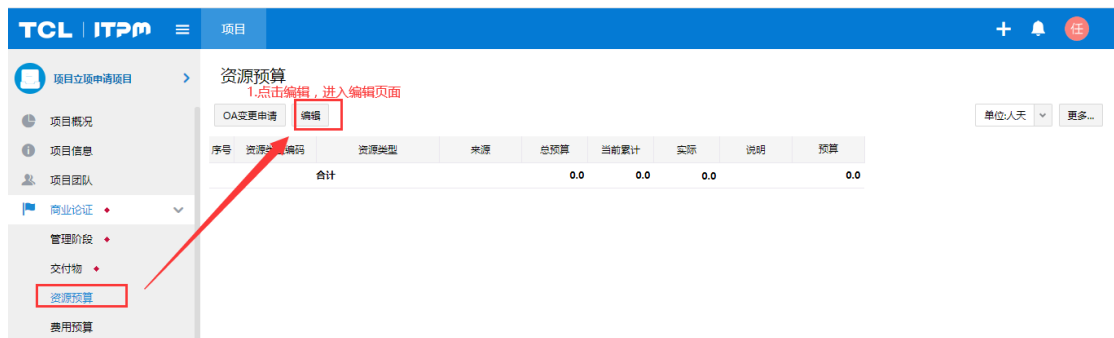 TCL ITPM 项目 任
项目立项申请项目
资源预算
1.点击编辑，进入编辑页面
OA变更申请 编辑 单位:人天 更多...
项目概况
项目信息
项目团队
商业论证
管理阶段
交付物
资源预算
费用预算
序号 资源类型编码 资源类型 来源 总预算 当前累计 实际 说明 预算
合计 0.0 0.0 0.0 0.0